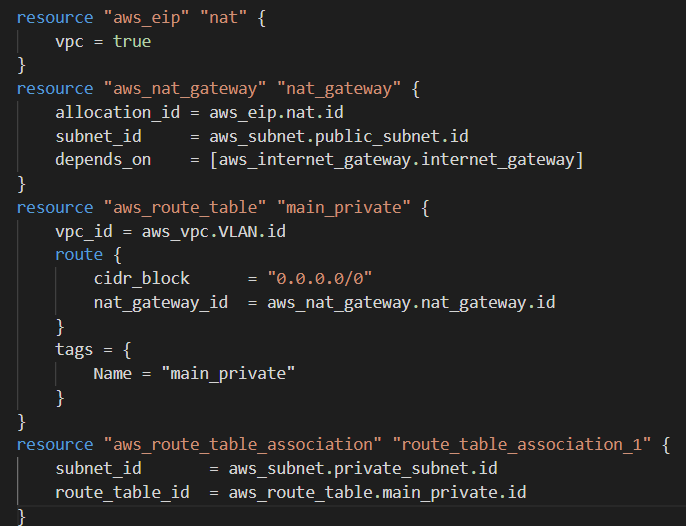 resource "aws_eip" "nat" {
    vpc = true
}
resource "aws_nat_gateway" "nat_gateway" {
    allocation_id = aws_eip.nat.id
    subnet_id     = aws_subnet.public_subnet.id
    depends_on    = [aws_internet_gateway.internet_gateway]
}
resource "aws_route_table" "main_private" {
    vpc_id = aws_vpc.VLAN.id
    route {
        cidr_block      = "0.0.0.0/0"
        nat_gateway_id  = aws_nat_gateway.nat_gateway.id
    }
    tags = {
        Name = "main_private"
    }
}
resource "aws_route_table_association" "route_table_association_1" {
    subnet_id       = aws_subnet.private_subnet.id
    route_table_id  = aws_route_table.main_private.id
}